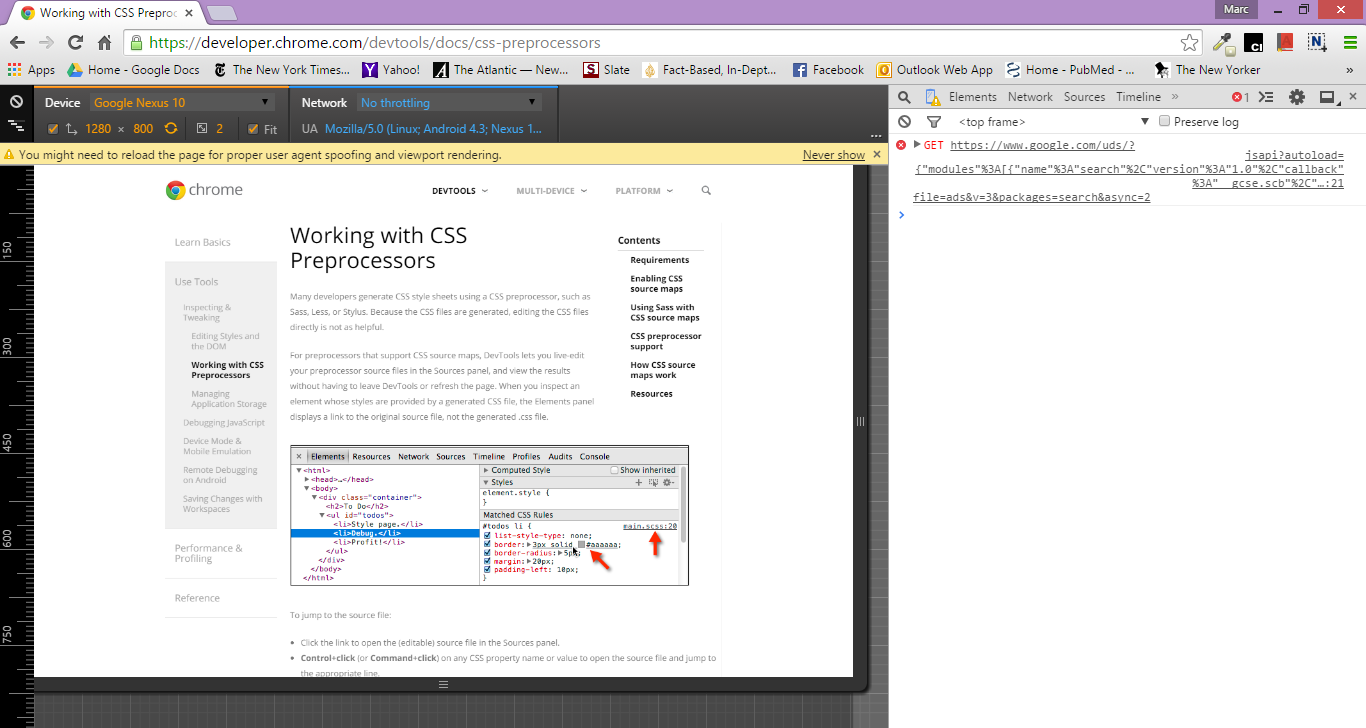 Working with CSS Preproc
Marc
https://developer.chrome.com/devtools/docs/css-preprocessors
Apps Home - Google Docs The New York Times... Yahoo! The Atlantic — New... Slate Fact-Based, In-Dept... Facebook Outlook Web App Home - PubMed - ... The New Yorker »
Device Google Nexus 10 Network No throttling
1280 × 800 2 Fit UA Mozilla/5.0 (Linux; Android 4.3; Nexus 1...
You might need to reload the page for proper user agent spoofing and viewport rendering. Never show ×
150
300
450
600
750
chrome DEVTOOLS MULTI-DEVICE PLATFORM
Learn Basics
Use Tools
Inspecting &
Tweaking
Editing Styles and
the DOM
Working with CSS
Preprocessors
Managing
Application Storage
Debugging JavaScript
Device Mode &
Mobile Emulation
Remote Debugging
on Android
Saving Changes with
Workspaces
Performance &
Profiling
Reference
Working with CSS
Preprocessors
Many developers generate CSS style sheets using a CSS preprocessor, such as
Sass, Less, or Stylus. Because the CSS files are generated, editing the CSS files
directly is not as helpful.
For preprocessors that support CSS source maps, DevTools lets you live-edit
your preprocessor source files in the Sources panel, and view the results
without having to leave DevTools or refresh the page. When you inspect an
element whose styles are provided by a generated CSS file, the Elements panel
displays a link to the original source file, not the generated .css file.
Contents
Requirements
Enabling CSS
source maps
Using Sass with
CSS source maps
CSS preprocessor
support
How CSS source
maps work
Resources
× Elements Resources Network Sources Timeline Profiles Audits Console
<html>
<head>…</head>
<body>
<div class="container">
<h2>To Do</h2>
<ul id="todos">
<li>Style page.</li>
<li>Debug.</li>
<li>Profit!</li>
</ul>
</div>
</body>
</html>
Computed Style Show inherited
Styles
element.style {
}
Matched CSS Rules
#todos li { main.scss:20
list-style-type: none;
border: 3px solid #aaaaaa;
border-radius: 5px;
margin: 20px;
padding-left: 10px;
}
To jump to the source file:
• Click the link to open the (editable) source file in the Sources panel.
• Control+click (or Command+click) on any CSS property name or value to open the source file and jump to
the appropriate line.
Elements Network Sources Timeline » 1
<top frame> Preserve log
GET https://www.google.com/uds/?
jsapi?autoload=
{"modules"%3A[{"name"%3A"search"%2C"version"%3A"1.0"%2C"callback"
%3A"__gcse.scb"%2C"…:21
file=ads&v=3&packages=search&async=2